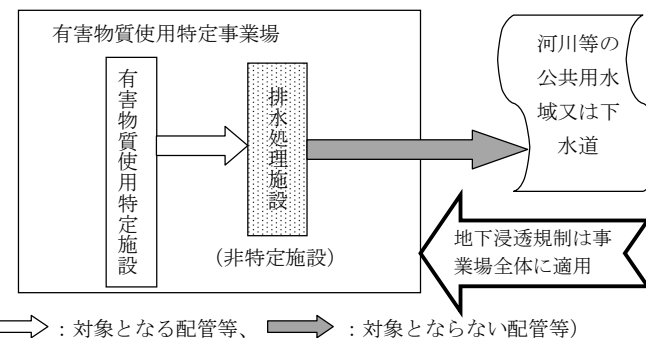 有害物質使用特定事業場
有害物質使用特定施設
排水処理施設
(非特定施設)
河川等の
公共用水
域又は下
水道
地下浸透規制は事
業場全体に適用
:対象となる配管等、 :対象とならない配管等)